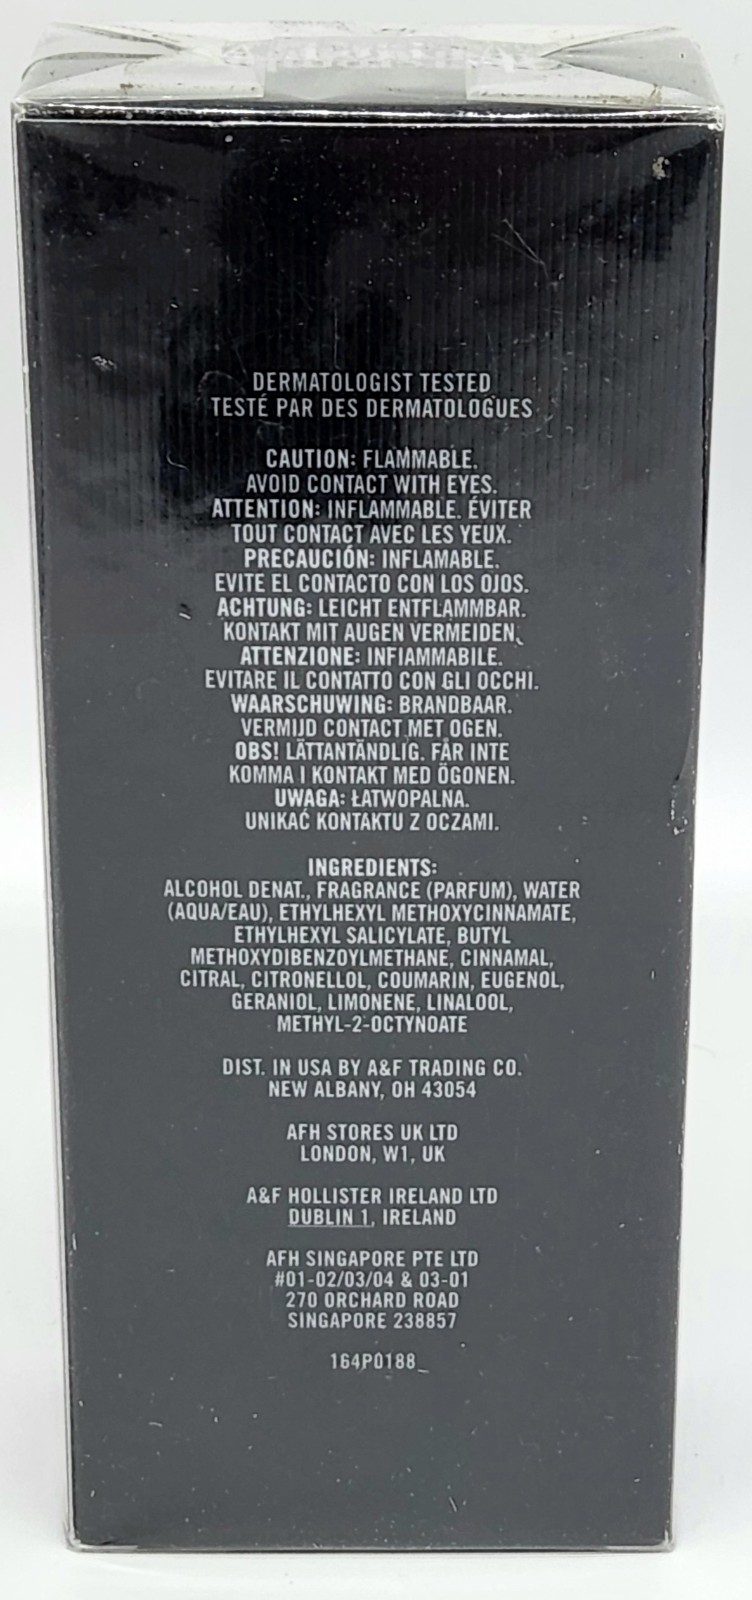 DERMATOLOGIST TESTED
TESTÉ PAR DES DERMATOLOGUES
CAUTION: FLAMMABLE.
AVOID CONTACT WITH EYES.
ATTENTION: INFLAMMABLE. ÉVITER
TOUT CONTACT AVEC LES YEUX.
PRECAUCIÓN: INFLAMABLE.
EVITE EL CONTACTO CON LOS OJOS.
ACHTUNG: LEICHT ENTFLAMMBAR.
KONTAKT MIT AUGEN VERMEIDEN.
ATTENZIONE: INFIAMMABILE.
EVITARE IL CONTATTO CON GLI OCCHI.
WAARSCHUWING: BRANDBAAR.
VERMIJD CONTACT MET OGEN.
OBS! LÄTTANTÄNDLIG. FÅR INTE
KOMMA I KONTAKT MED ÖGONEN.
UWAGA: ŁATWOPALNA.
UNIKAĆ KONTAKTU Z OCZAMI.
INGREDIENTS:
ALCOHOL DENAT., FRAGRANCE (PARFUM), WATER
(AQUA/EAU), ETHYLHEXYL METHOXYCINNAMATE,
ETHYLHEXYL SALICYLATE, BUTYL
METHOXYDIBENZOYLMETHANE, CINNAMAL,
CITRAL, CITRONELLOL, COUMARIN, EUGENOL,
GERANIOL, LIMONENE, LINALOOL,
METHYL-2-OCTYNOATE
DIST. IN USA BY A&F TRADING CO.
NEW ALBANY, OH 43054
AFH STORES UK LTD
LONDON, W1, UK
A&F HOLLISTER IRELAND LTD
DUBLIN 1, IRELAND
AFH SINGAPORE PTE LTD
#01-02/03/04 & 03-01
270 ORCHARD ROAD
SINGAPORE 238857
164P0188_